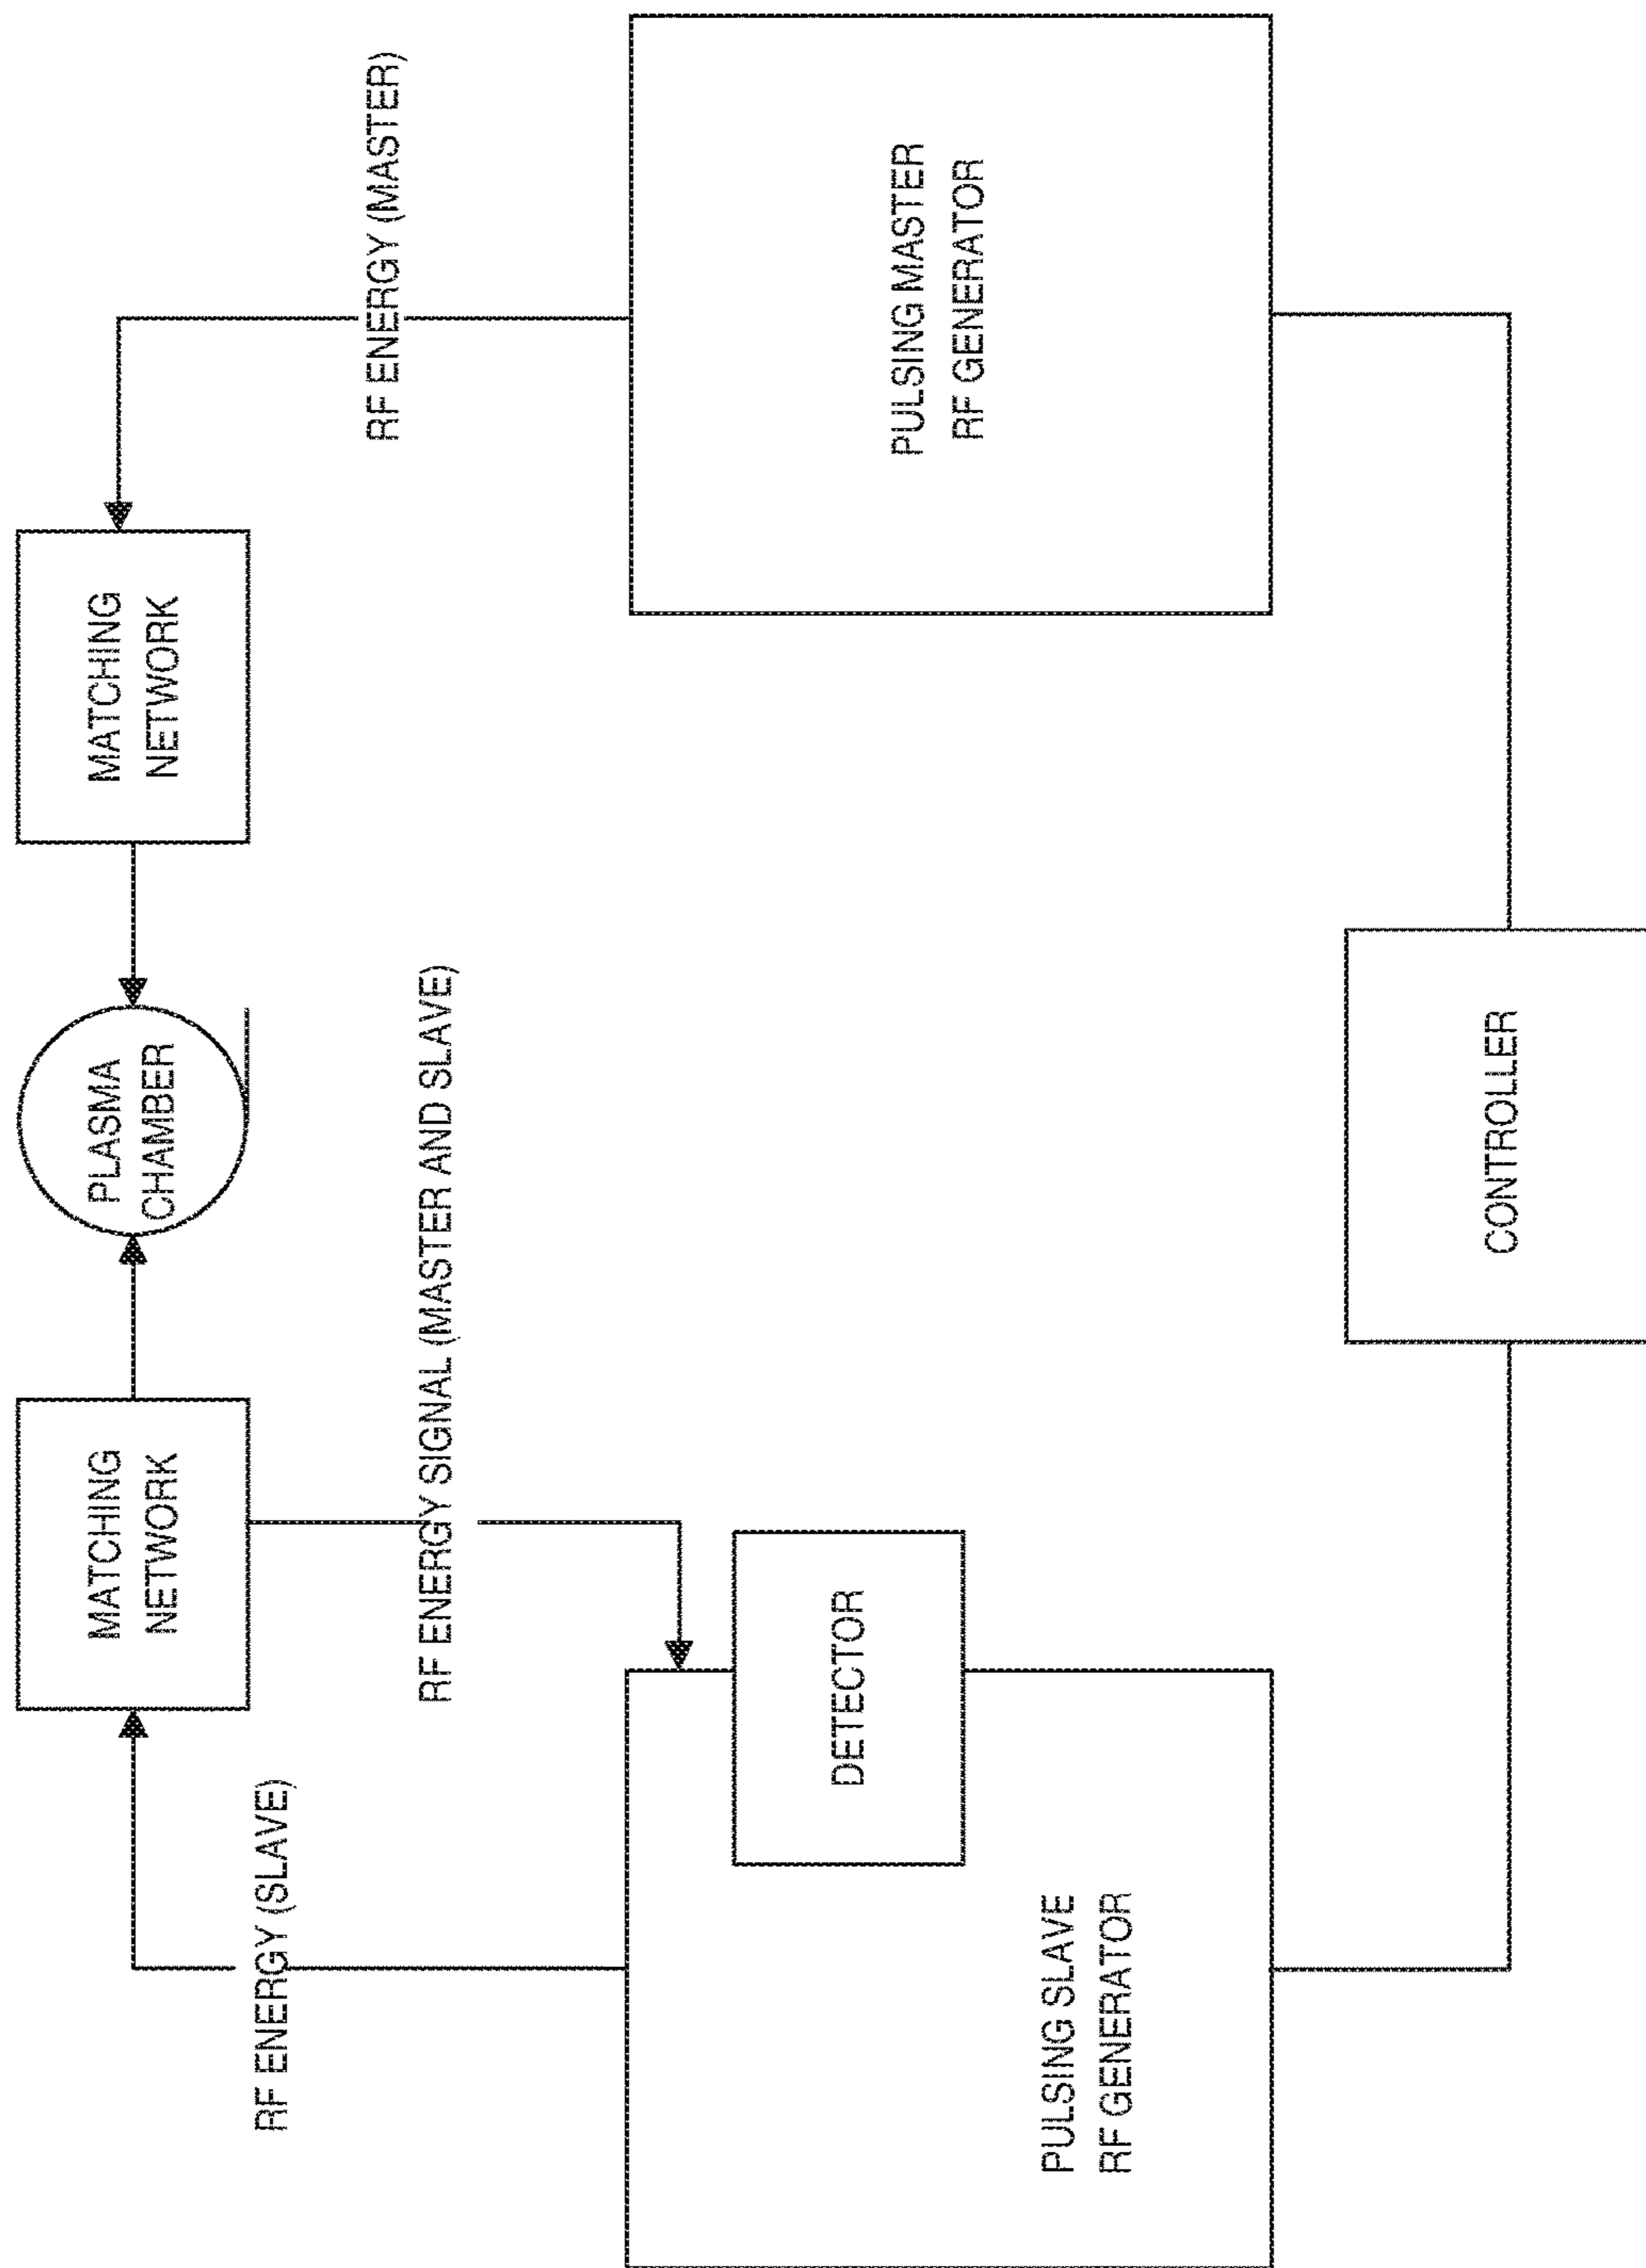 RF ENERGY (SLAVE)
MATCHING
NETWORK
PLASMA
CHAMBER
MATCHING
NETWORK
RF ENERGY (MASTER)
RF ENERGY SIGNAL (MASTER AND SLAVE)
DETECTOR
PULSING SLAVE
RF GENERATOR
PULSING MASTER
RF GENERATOR
CONTROLLER